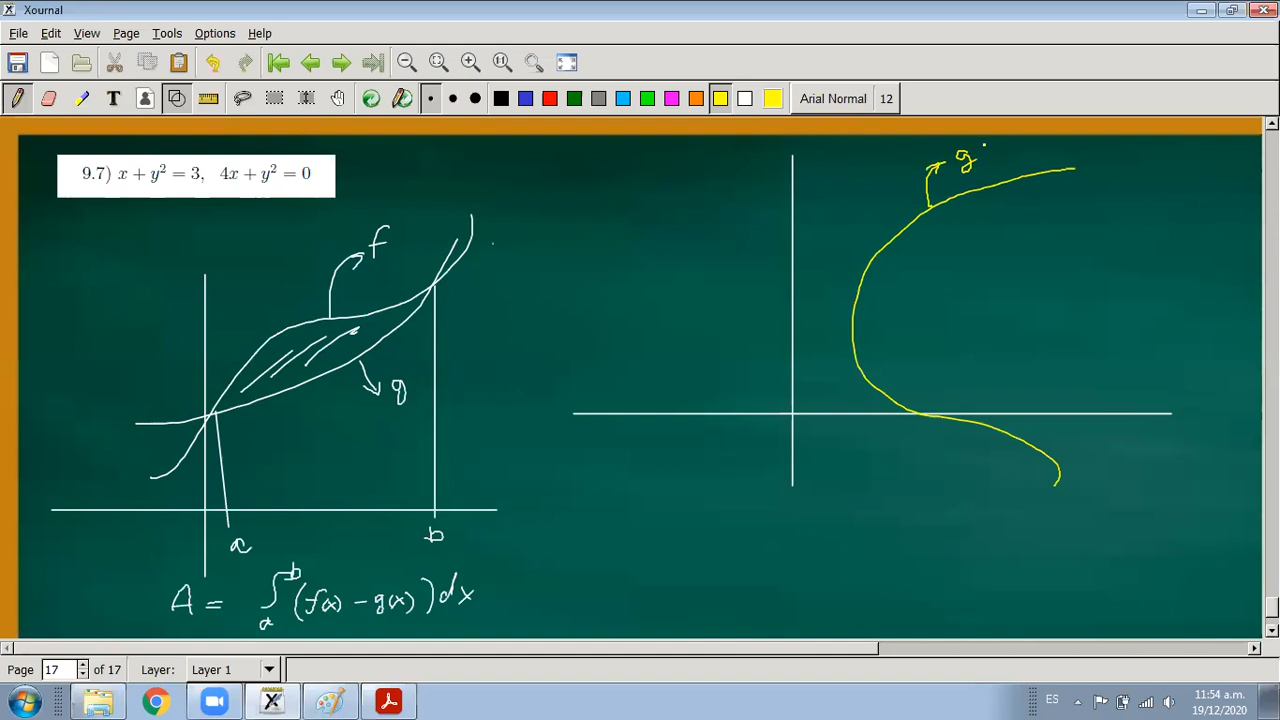 Xournal
File Edit View Page Tools Options Help
Arial Normal 12
9.7) x + y² = 3, 4x + y² = 0
f
g
g
a
b
A = ∫ₐᵇ (f(x) - g(x)) dx
Page 17 of 17 Layer: Layer 1
ES 11:54 a.m.
19/12/2020